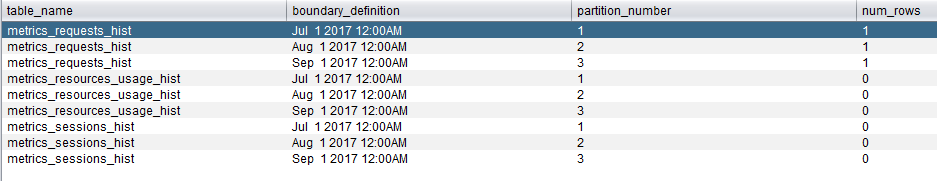 table_name boundary_definition partition_number num_rows
metrics_requests_hist Jul 1 2017 12:00AM 1 1
metrics_requests_hist Aug 1 2017 12:00AM 2 1
metrics_requests_hist Sep 1 2017 12:00AM 3 1
metrics_resources_usage_hist Jul 1 2017 12:00AM 1 0
metrics_resources_usage_hist Aug 1 2017 12:00AM 2 0
metrics_resources_usage_hist Sep 1 2017 12:00AM 3 0
metrics_sessions_hist Jul 1 2017 12:00AM 1 0
metrics_sessions_hist Aug 1 2017 12:00AM 2 0
metrics_sessions_hist Sep 1 2017 12:00AM 3 0